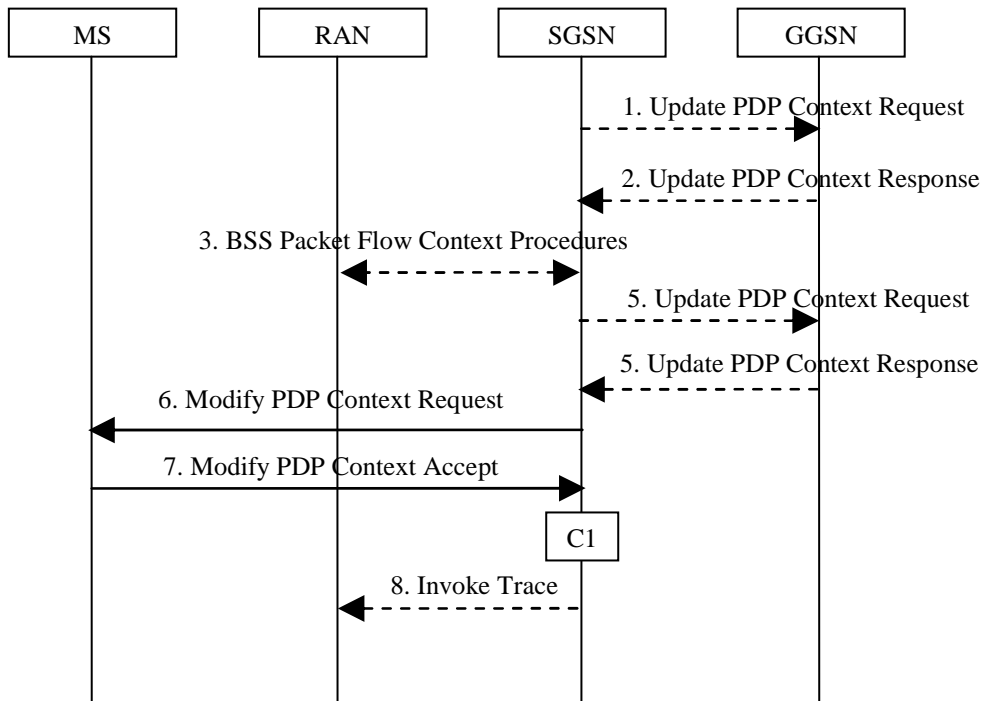 MS
RAN
SGSN
GGSN
1. Update PDP Context Request
2. Update PDP Context Response
3. BSS Packet Flow Context Procedures
5. Update PDP Context Request
5. Update PDP Context Response
6. Modify PDP Context Request
7. Modify PDP Context Accept
C1
8. Invoke Trace